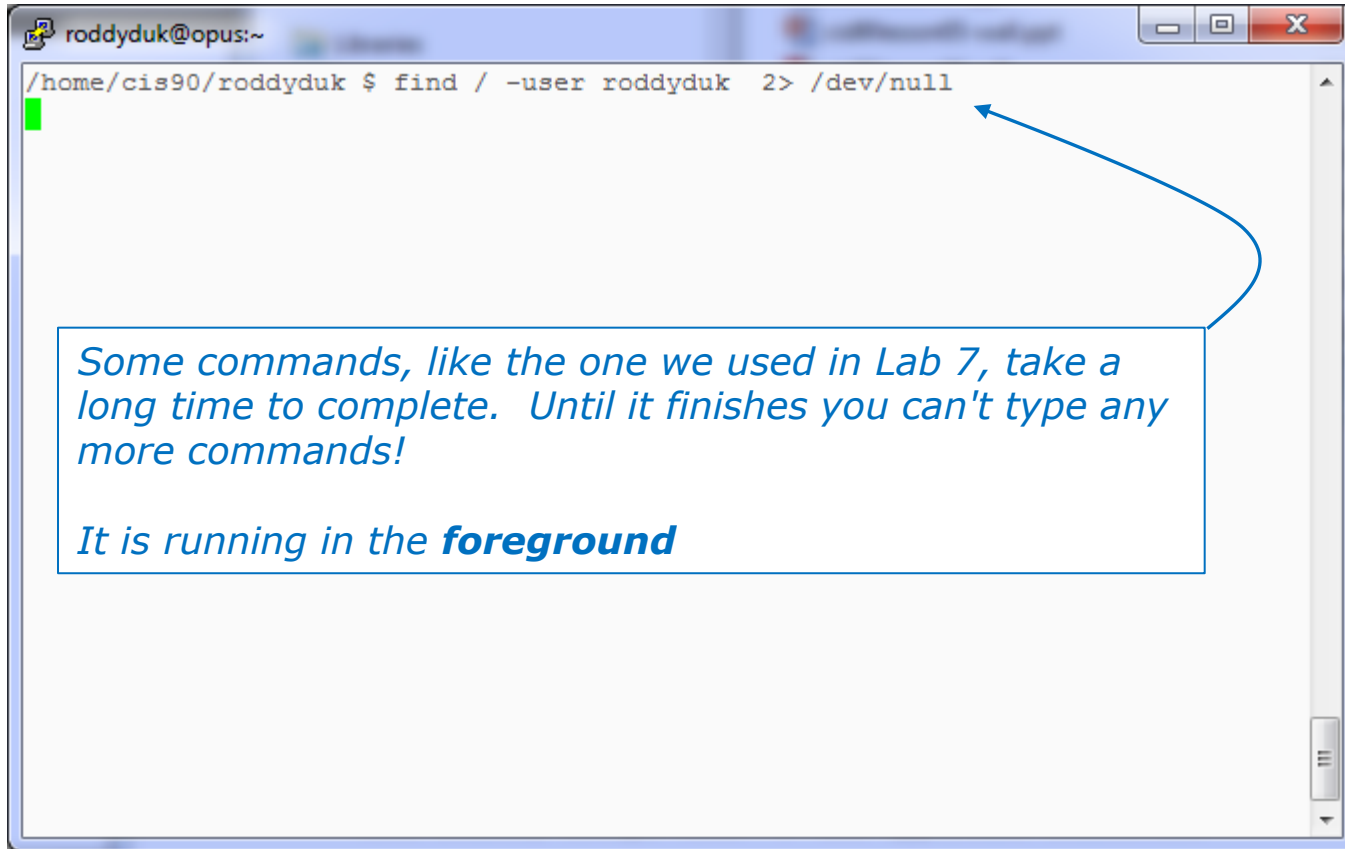 roddyduk@opus:~
/home/cis90/roddyduk $ find / -user roddyduk  2> /dev/null
Some commands, like the one we used in Lab 7, take a
long time to complete.  Until it finishes you can't type any
more commands!
It is running in the foreground